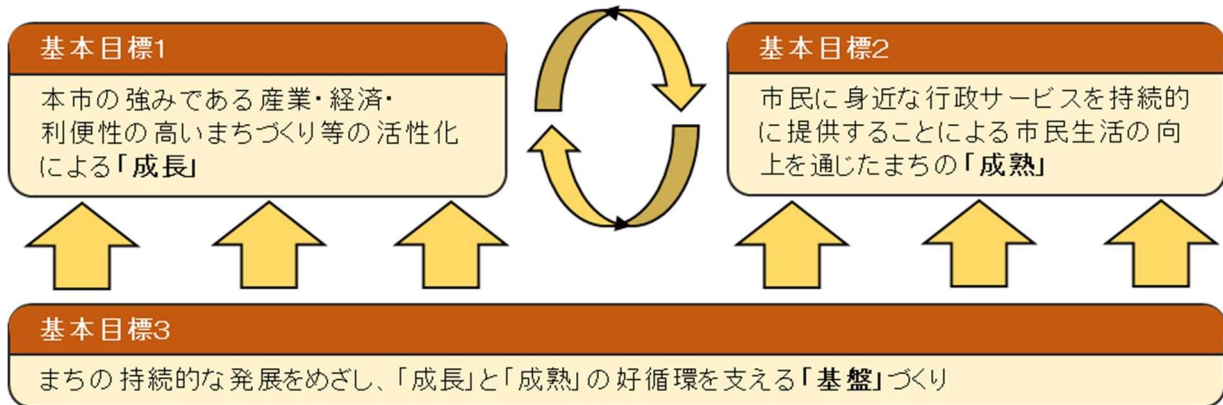 基本目標1
本市の強みである産業・経済・
利便性の高いまちづくり等の活性化
による「成長」
基本目標2
市民に身近な行政サービスを持続的
に提供することによる市民生活の向
上を通じたまちの「成熟」
基本目標3
まちの持続的な発展をめざし、「成長」と「成熟」の好循環を支える「基盤」づくり